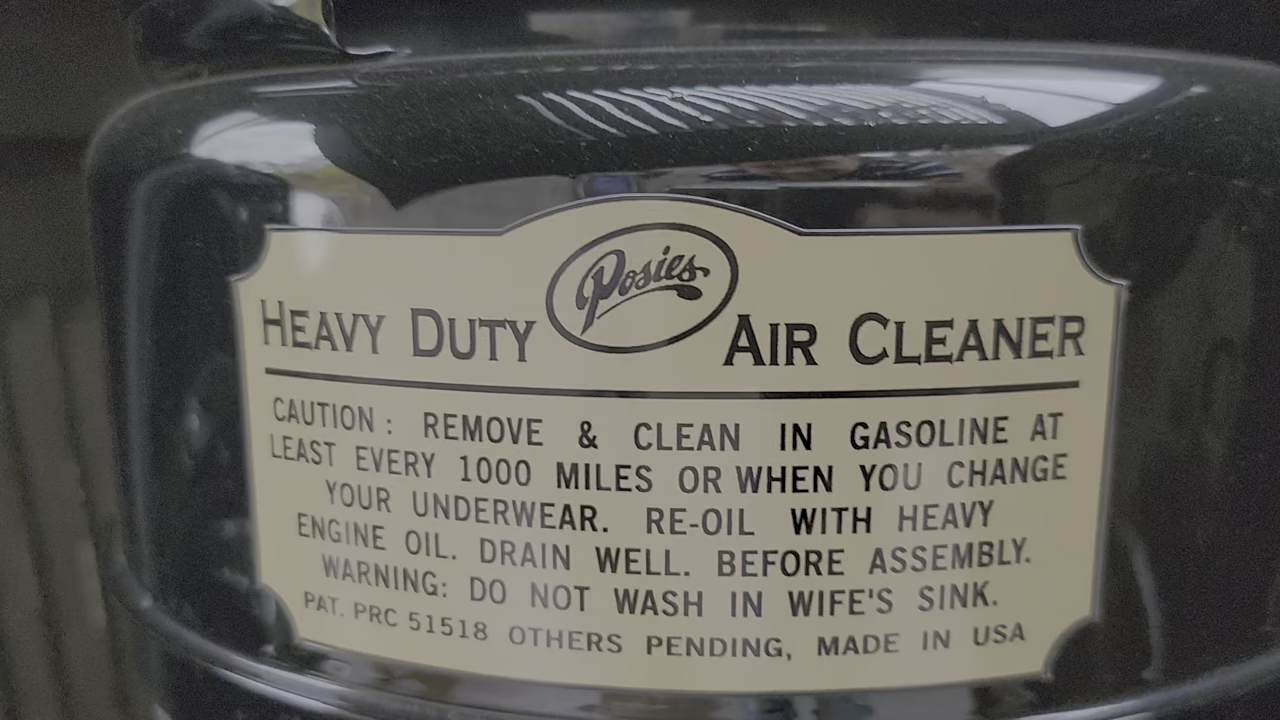 Posies
HEAVY DUTY AIR CLEANER
CAUTION: REMOVE & CLEAN IN GASOLINE AT
LEAST EVERY 1000 MILES OR WHEN YOU CHANGE
YOUR UNDERWEAR. RE-OIL WITH HEAVY
ENGINE OIL. DRAIN WELL. BEFORE ASSEMBLY.
WARNING: DO NOT WASH IN WIFE'S SINK.
PAT. PRC 51518 OTHERS PENDING, MADE IN USA